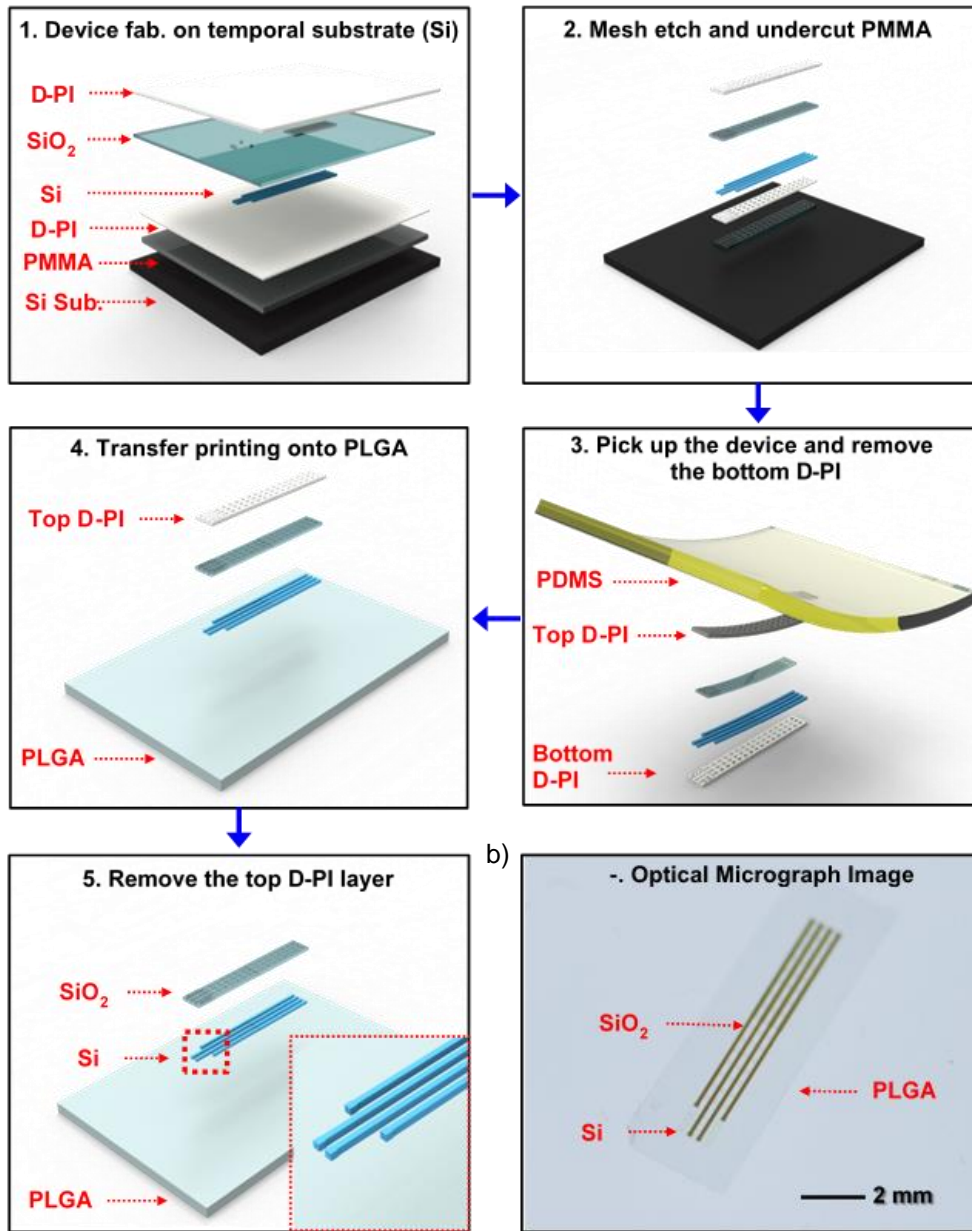 1. Device fab. on temporal substrate (Si)
D-PI
SiO2
Si
D-PI
PMMA
Si Sub.
2. Mesh etch and undercut PMMA
3. Pick up the device and remove
the bottom D-PI
PDMS
Top D-PI
Bottom
D-PI
4. Transfer printing onto PLGA
Top D-PI
PLGA
5. Remove the top D-PI layer
SiO2
Si
PLGA
b)
-. Optical Micrograph Image
SiO2
PLGA
Si
2 mm